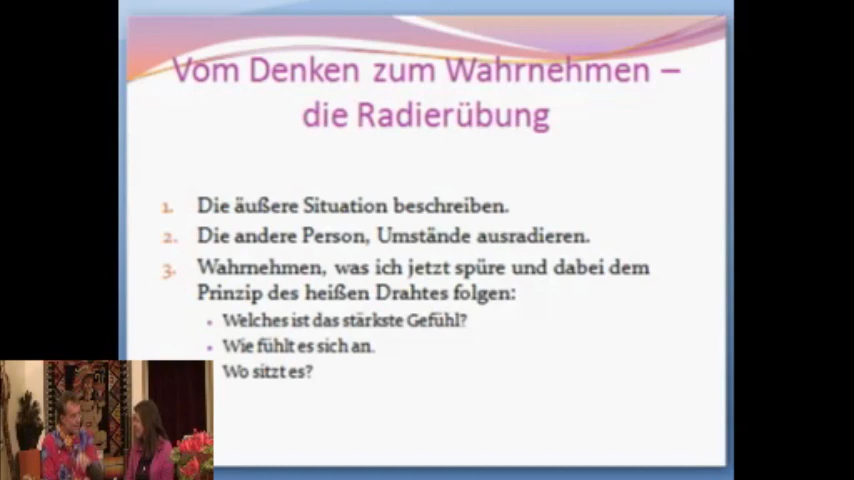 Vom Denken zum Wahrnehmen –
die Radierübung
1. Die äußere Situation beschreiben.
2. Die andere Person, Umstände ausradieren.
3. Wahrnehmen, was ich jetzt spüre und dabei dem
Prinzip des heißen Drahtes folgen:
• Welches ist das stärkste Gefühl?
• Wie fühlt es sich an.
Wo sitzt es?